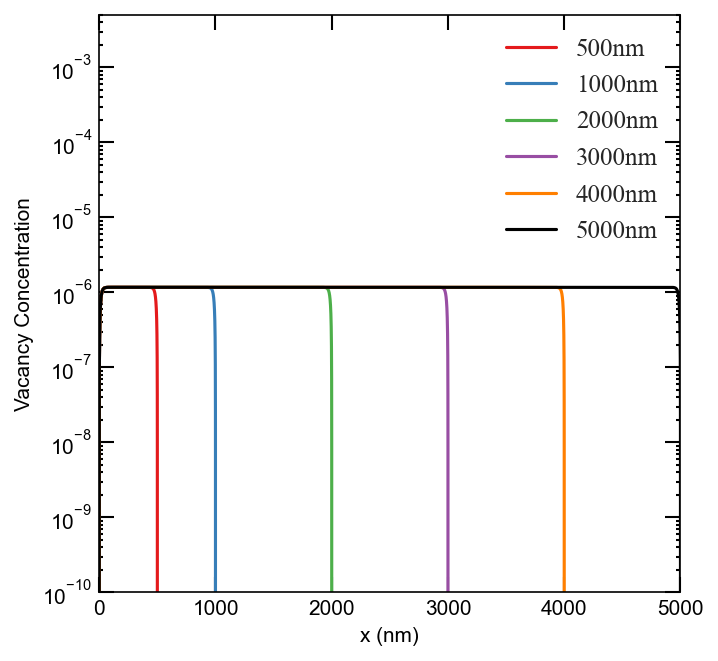 500nm
1000nm
2000nm
3000nm
4000nm
5000nm
Vacancy Concentration
10⁻³
10⁻⁴
10⁻⁵
10⁻⁶
10⁻⁷
10⁻⁸
10⁻⁹
10⁻¹⁰
0 1000 2000 3000 4000 5000
x (nm)